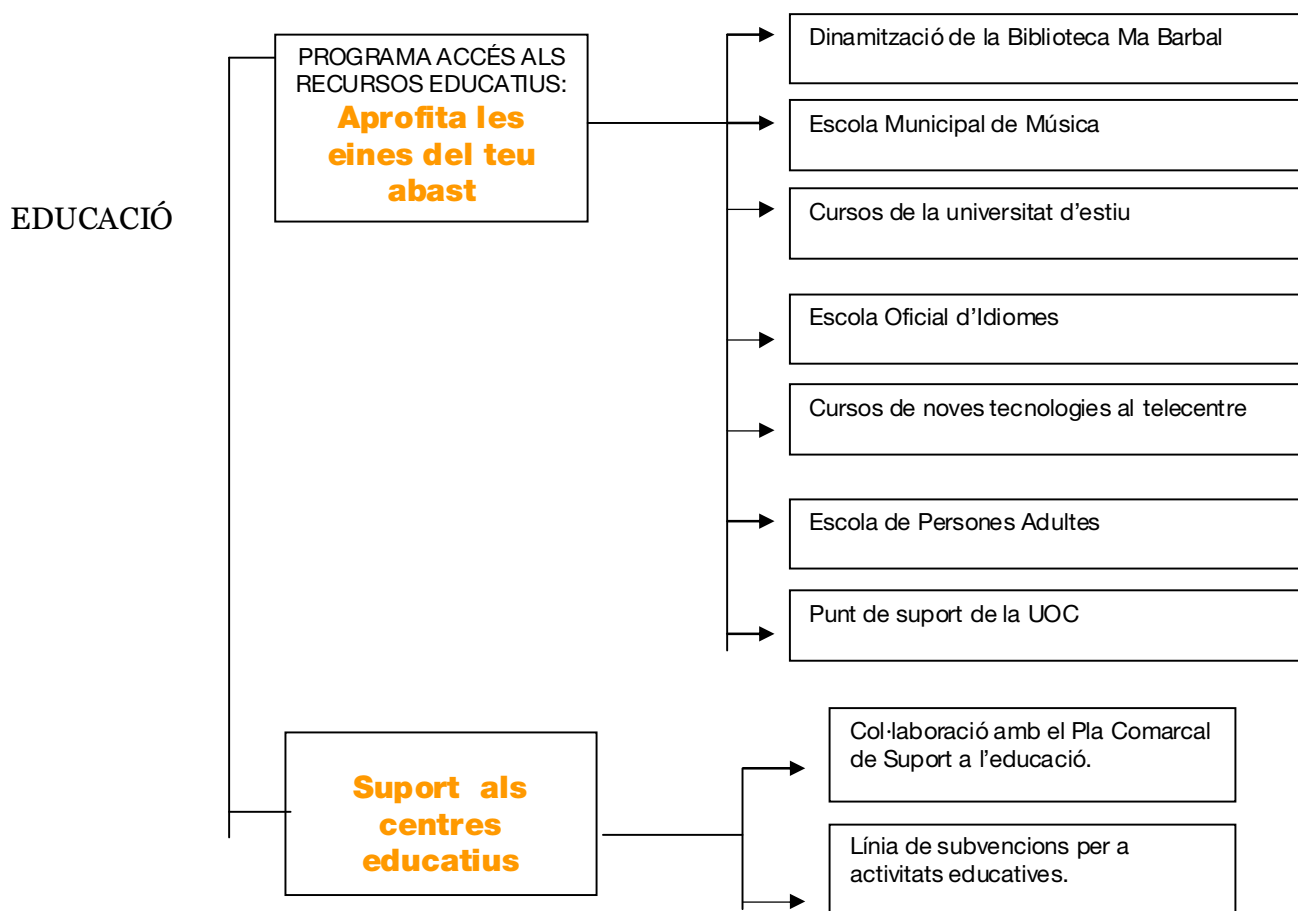 EDUCACIÓ
PROGRAMA ACCÉS ALS
RECURSOS EDUCATIUS:
Aprofita les
eines del teu
abast
Dinamització de la Biblioteca Ma Barbal
Escola Municipal de Música
Cursos de la universitat d’estiu
Escola Oficial d’Idiomes
Cursos de noves tecnologies al telecentre
Escola de Persones Adultes
Punt de suport de la UOC
Suport als
centres
educatius
Col·laboració amb el Pla Comarcal
de Suport a l’educació.
Línia de subvencions per a
activitats educatives.